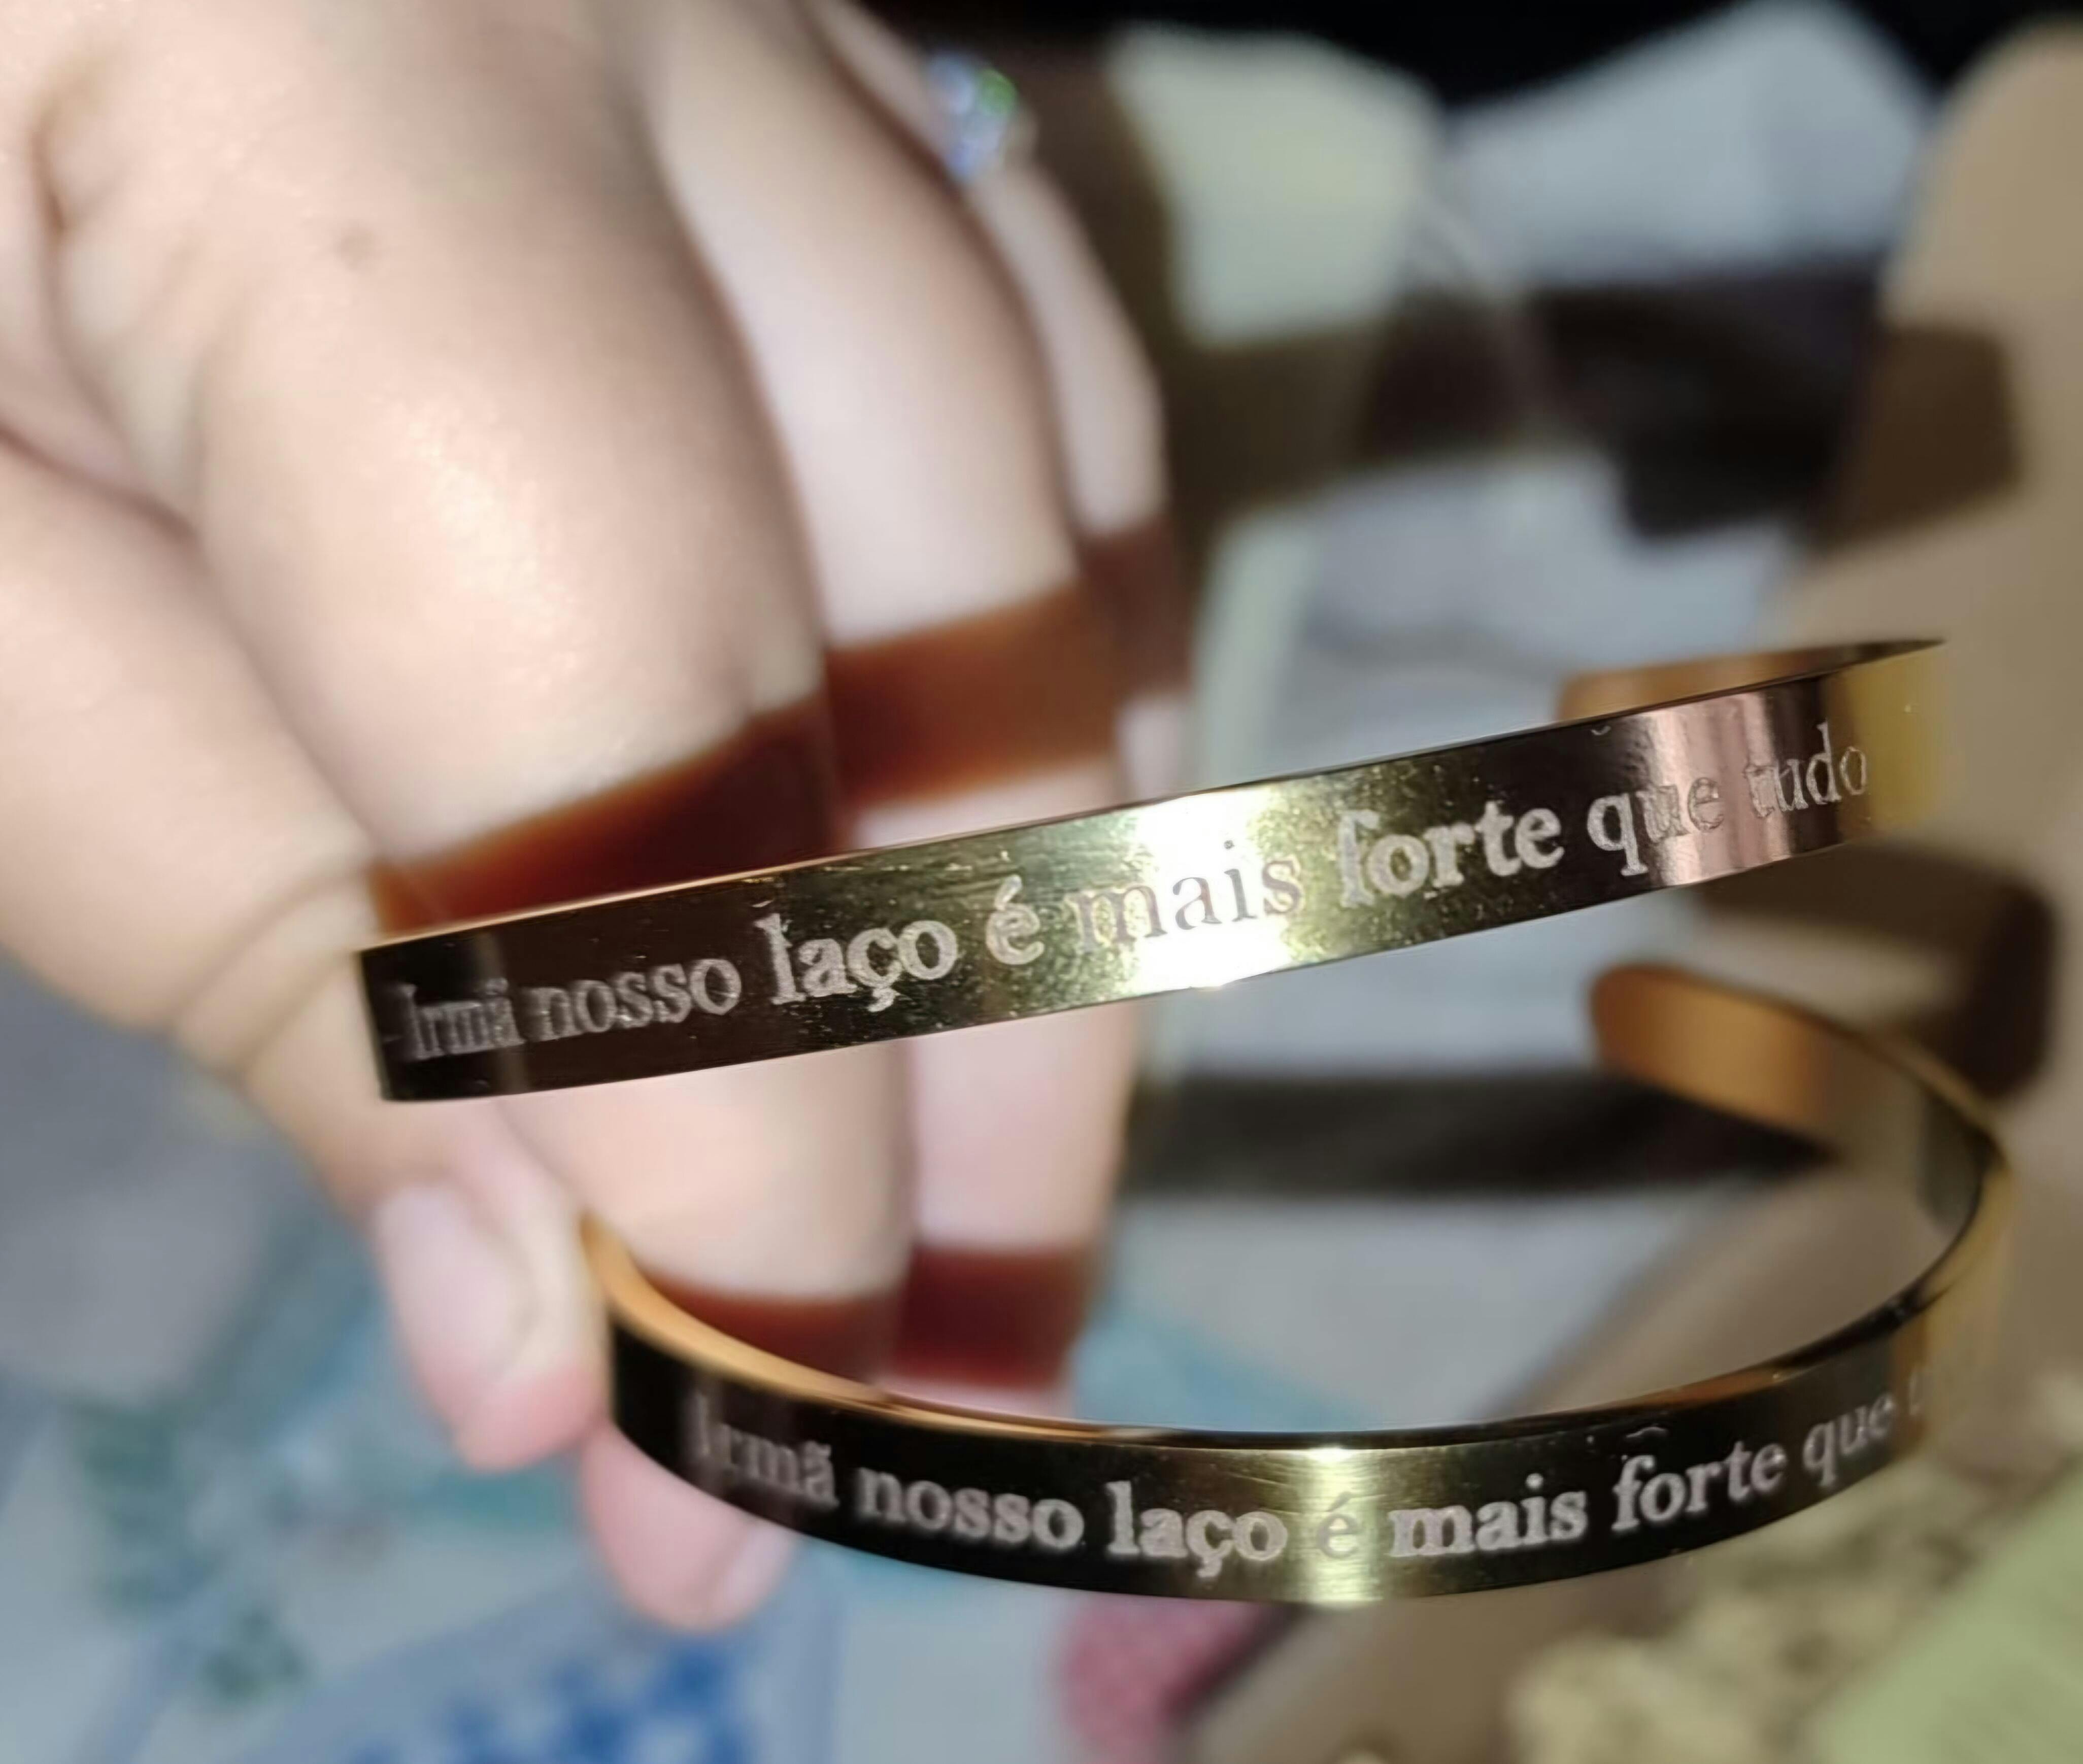 Irmã nosso laço é mais forte que tudo
Irmã nosso laço é mais forte que